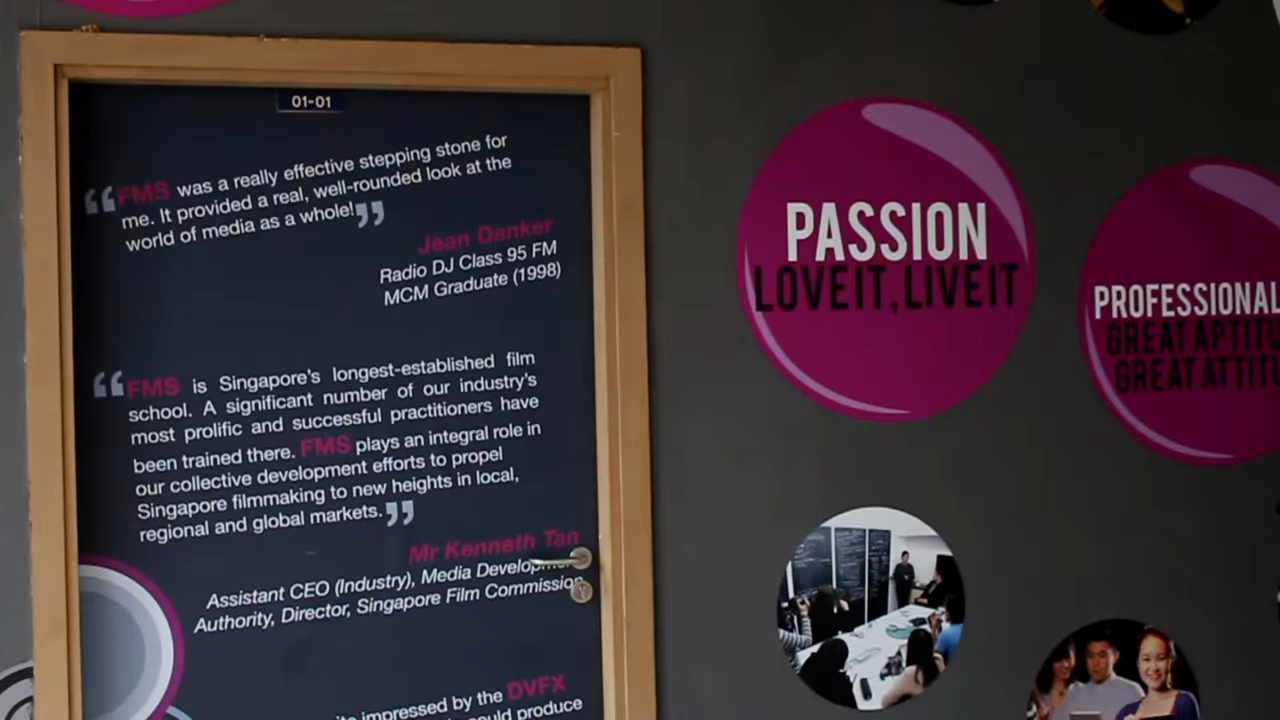 01-01
“FMS was a really effective stepping stone for
me. It provided a real, well-rounded look at the
world of media as a whole!”
Jean Danker
Radio DJ Class 95 FM
MCM Graduate (1998)
“FMS is Singapore's longest-established film
school. A significant number of our industry's
most prolific and successful practitioners have
been trained there. FMS plays an integral role in
our collective development efforts to propel
Singapore filmmaking to new heights in local,
regional and global markets.”
Mr Kenneth Tan
Assistant CEO (Industry), Media
Authority, Director, Singapore Film Commission
impressed by the DVFX
produce
PASSION
LOVE IT, LIVE IT
PROFESSIONAL
GREAT
GREAT